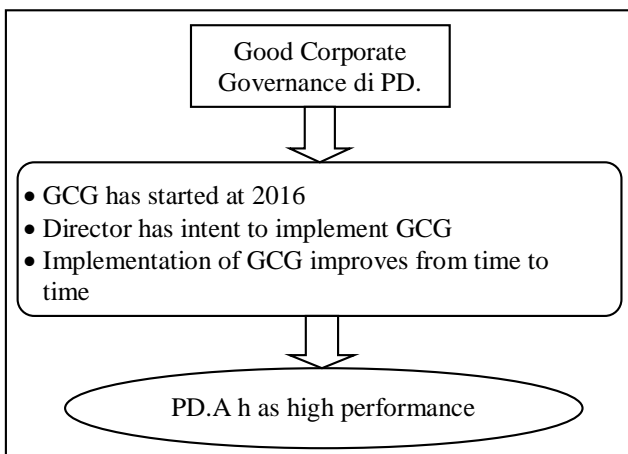 Good Corporate
Governance di PD.
• GCG has started at 2016
• Director has intent to implement GCG
• Implementation of GCG improves from time to
time
PD.A h as high performance